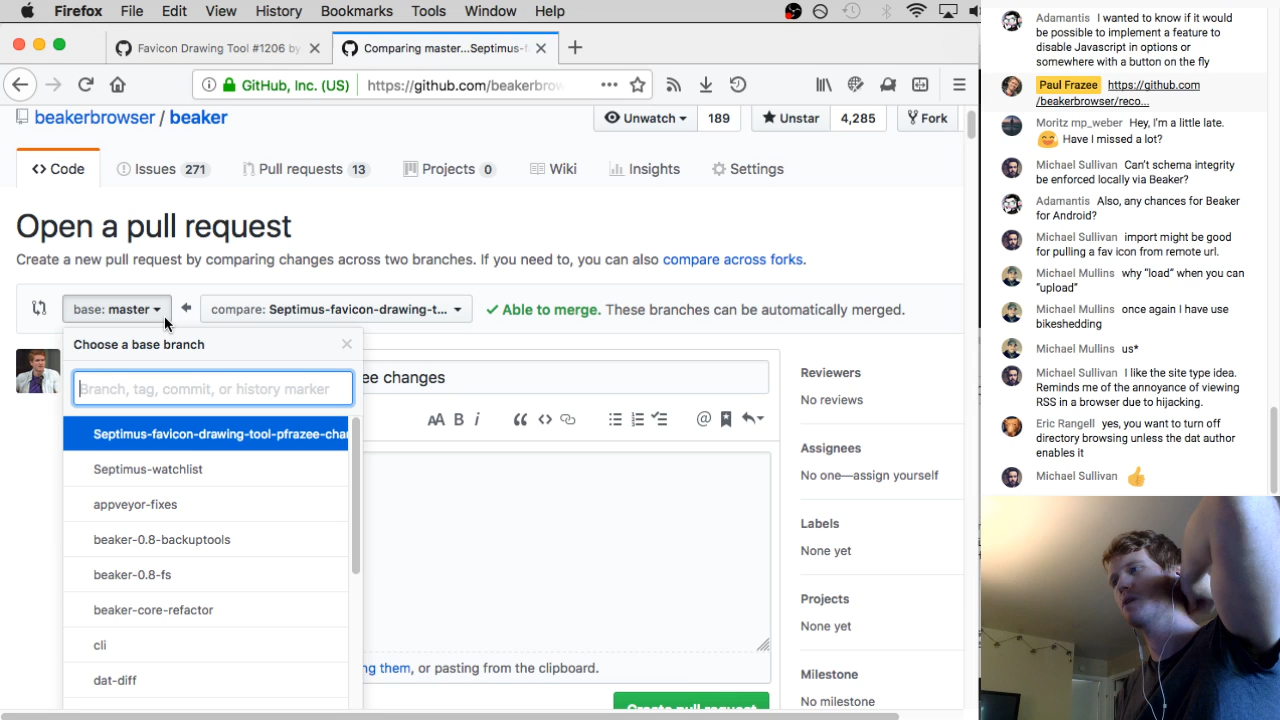 Firefox File Edit View History Bookmarks Tools Window Help
Favicon Drawing Tool #1206 by
Comparing master...Septimus-f
GitHub, Inc. (US) https://github.com/beakerbrow
beakerbrowser / beaker
Unwatch 189
Unstar 4,285
Fork
Code
Issues 271
Pull requests 13
Projects 0
Wiki
Insights
Settings
Open a pull request
Create a new pull request by comparing changes across two branches. If you need to, you can also compare across forks.
base: master
compare: Septimus-favicon-drawing-t...
Able to merge. These branches can be automatically merged.
Choose a base branch
Branch, tag, commit, or history marker
Septimus-favicon-drawing-tool-pfrazee-cha
Septimus-watchlist
appveyor-fixes
beaker-0.8-backuptools
beaker-0.8-fs
beaker-core-refactor
cli
dat-diff
ee changes
AA B i
ng them, or pasting from the clipboard.
Create pull request
Reviewers
No reviews
Assignees
No one—assign yourself
Labels
None yet
Projects
None yet
Milestone
No milestone
Adamantis I wanted to know if it would
be possible to implement a feature to
disable Javascript in options or
somewhere with a button on the fly
Paul Frazee https://github.com
/beakerbrowser/reco...
Moritz mp_weber Hey, I'm a little late.
Have I missed a lot?
Michael Sullivan Can't schema integrity
be enforced locally via Beaker?
Adamantis Also, any chances for Beaker
for Android?
Michael Sullivan import might be good
for pulling a fav icon from remote url.
Michael Mullins why "load" when you can
"upload"
Michael Mullins once again I have use
bikeshedding
Michael Mullins us*
Michael Sullivan I like the site type idea.
Reminds me of the annoyance of viewing
RSS in a browser due to hijacking.
Eric Rangell yes, you want to turn off
directory browsing unless the dat author
enables it
Michael Sullivan